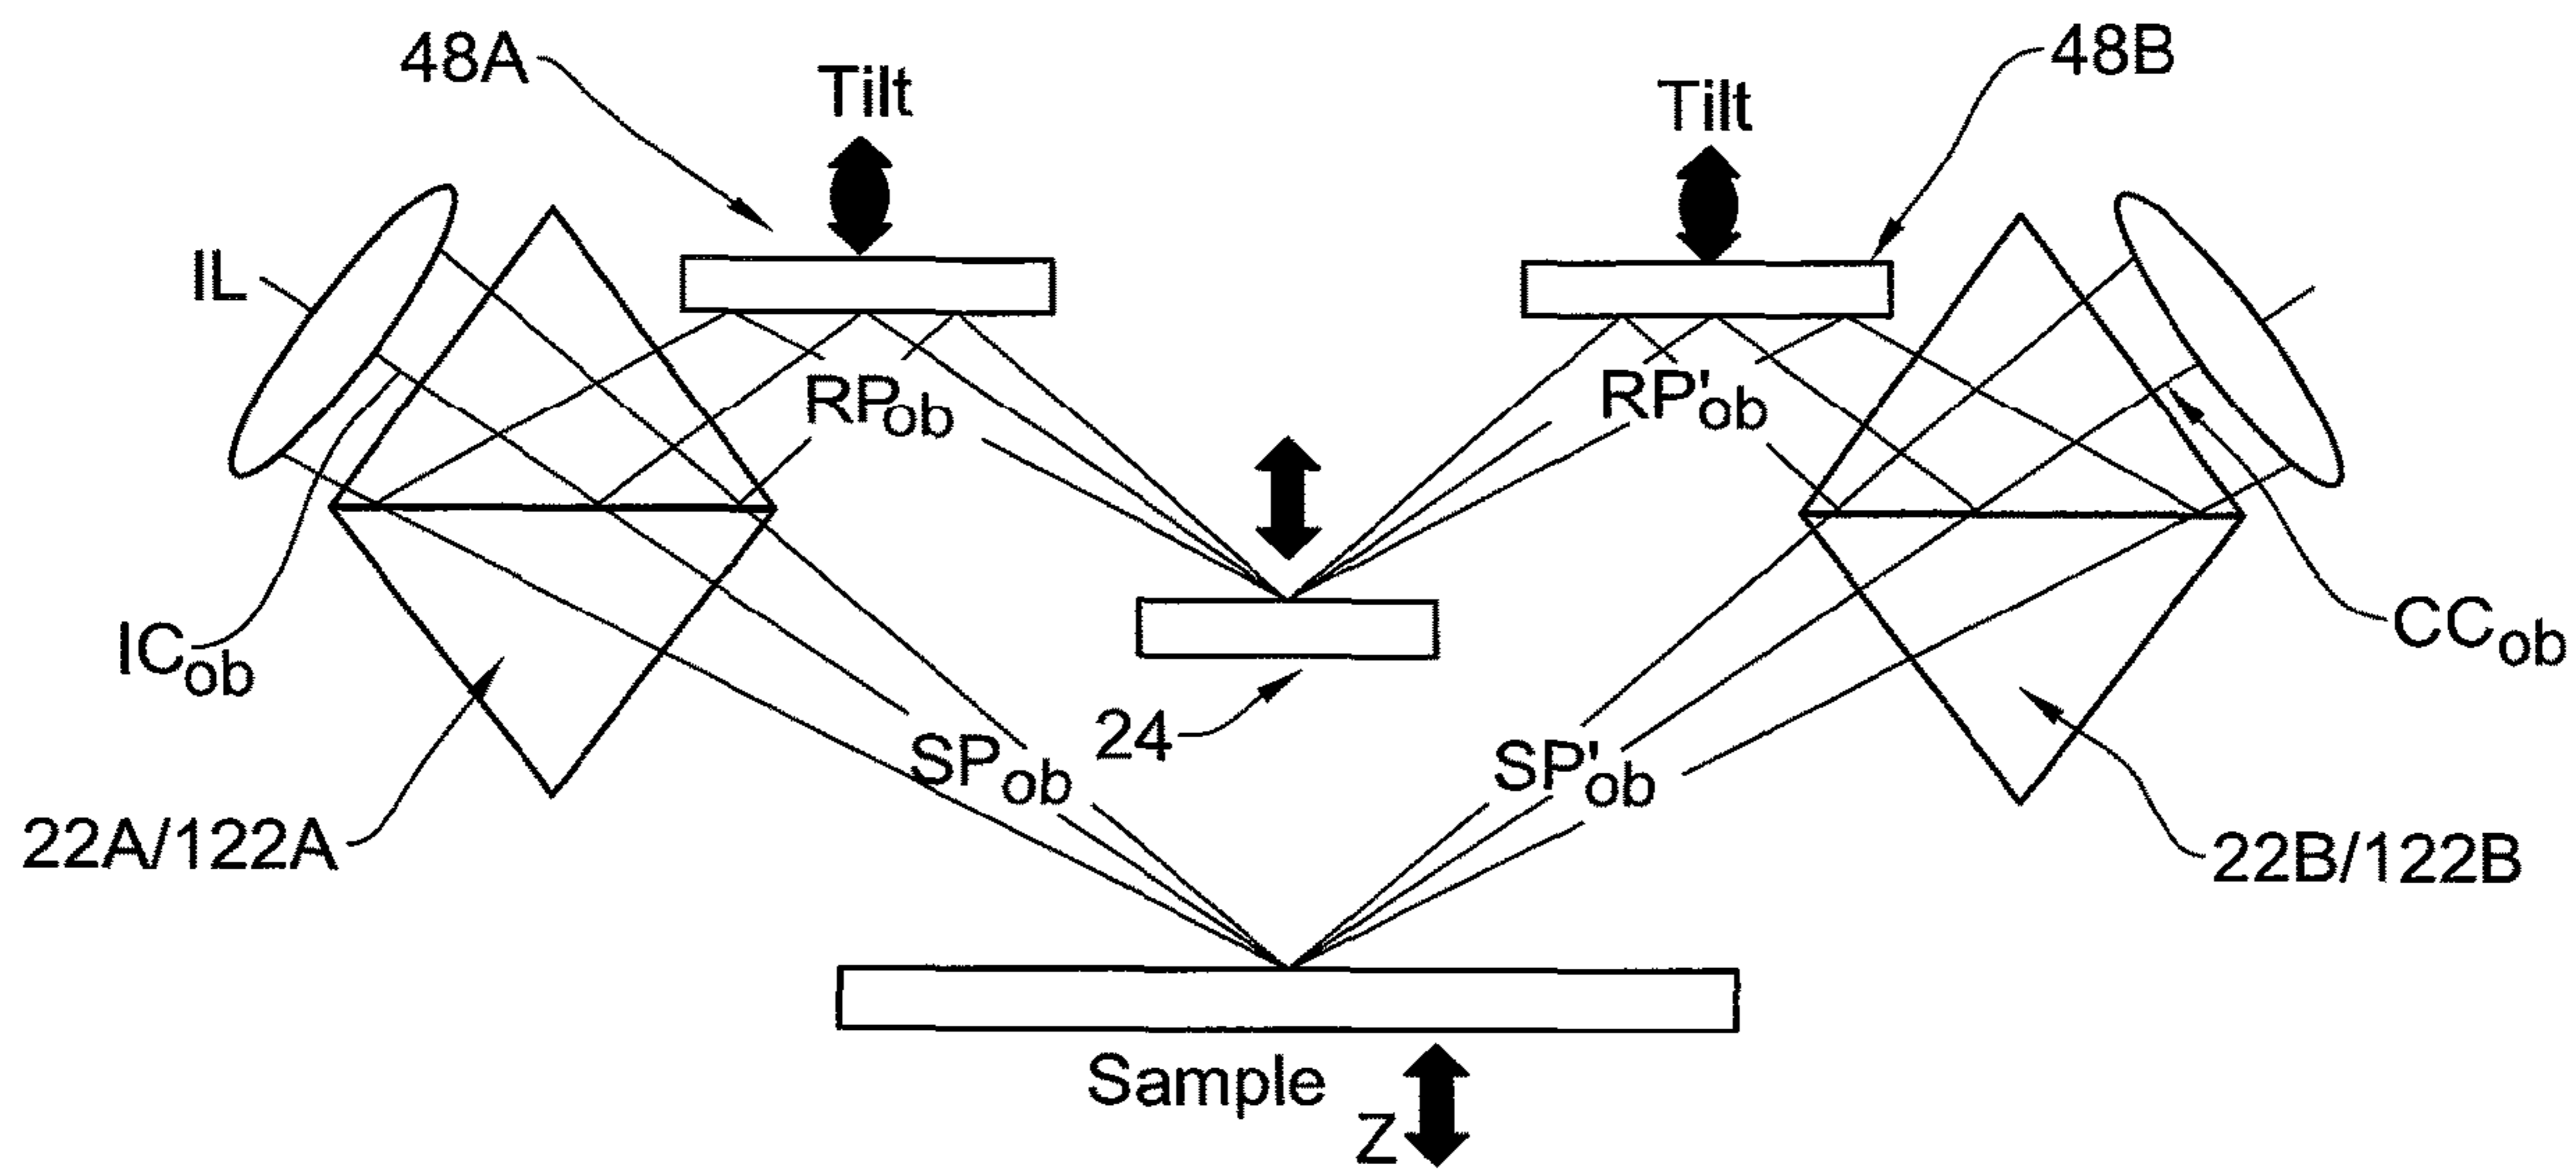 48A
Tilt
Tilt
48B
IL
RPob
RP'ob
ICob
CCob
24
SPob
SP'ob
22A/122A
22B/122B
Sample
Z